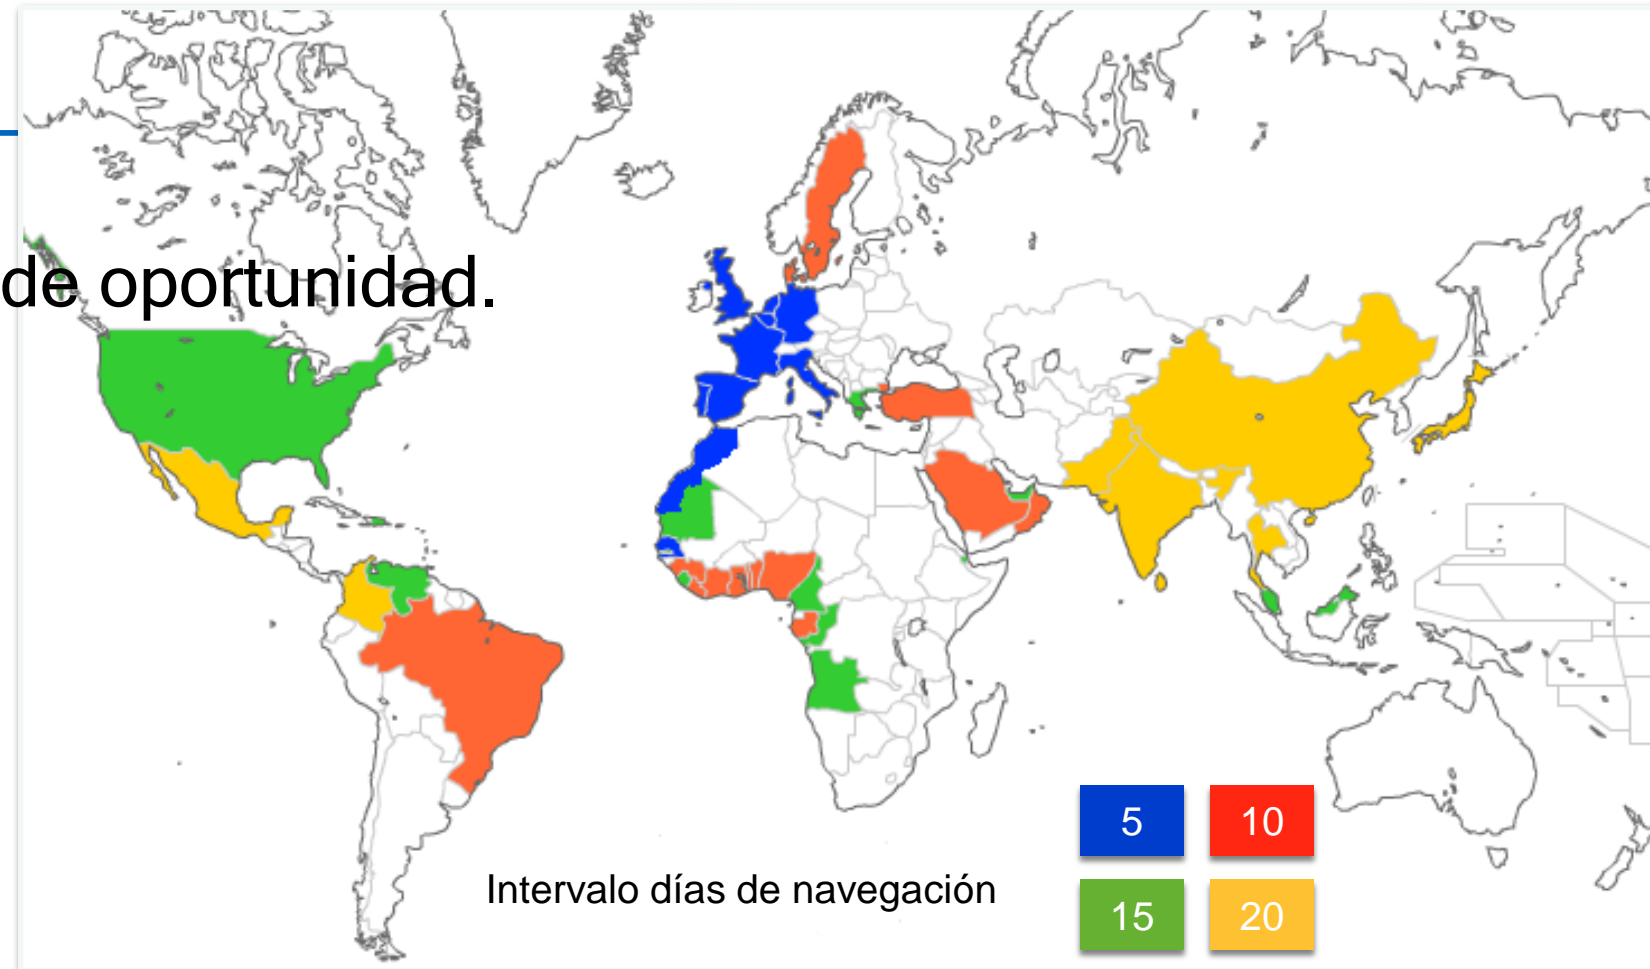 de oportunidad.
5
10
Intervalo días de navegación
15
20